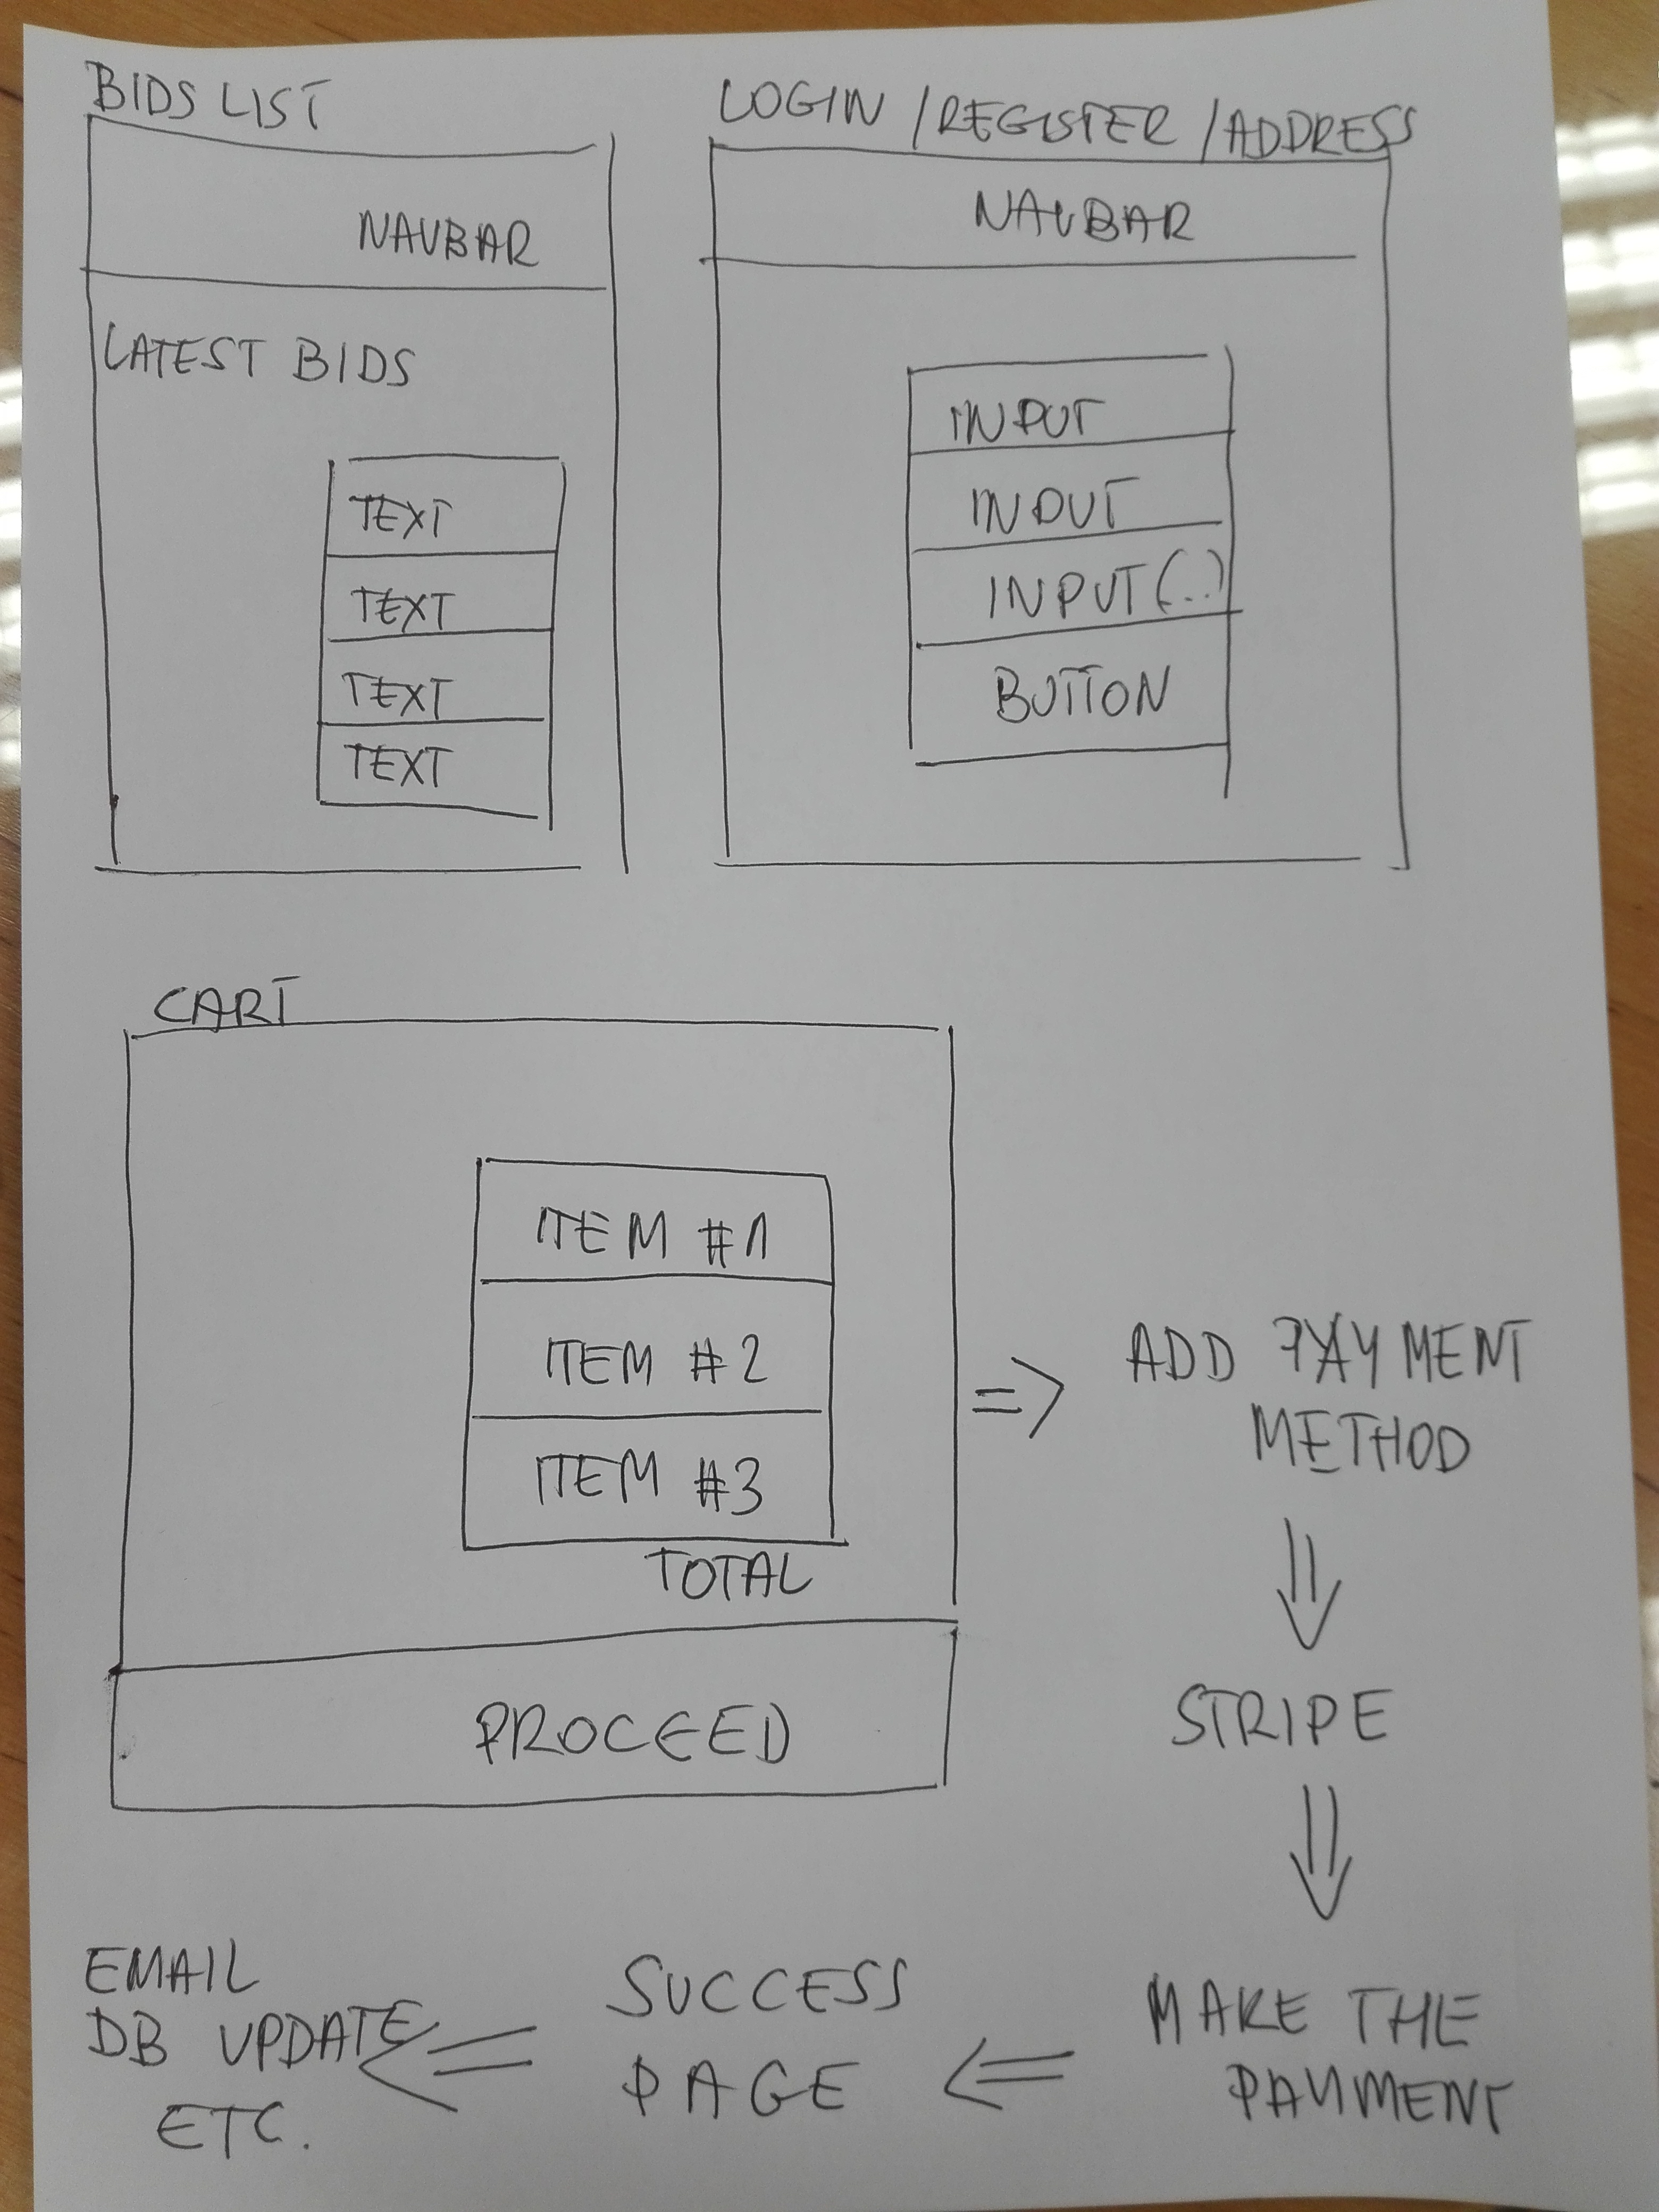 BIDS LIST
NAVBAR
LATEST BIDS
TEXT
TEXT
TEXT
TEXT
LOGIN / REGISTER / ADDRESS
NAVBAR
INPUT
INPUT
INPUT (..)
BUTTON
CART
ITEM #1
ITEM #2
ITEM #3
TOTAL
PROCEED
=>
ADD PAYMENT
METHOD
STRIPE
MAKE THE
PAYMENT
SUCCESS
PAGE
EMAIL
DB UPDATE
ETC.